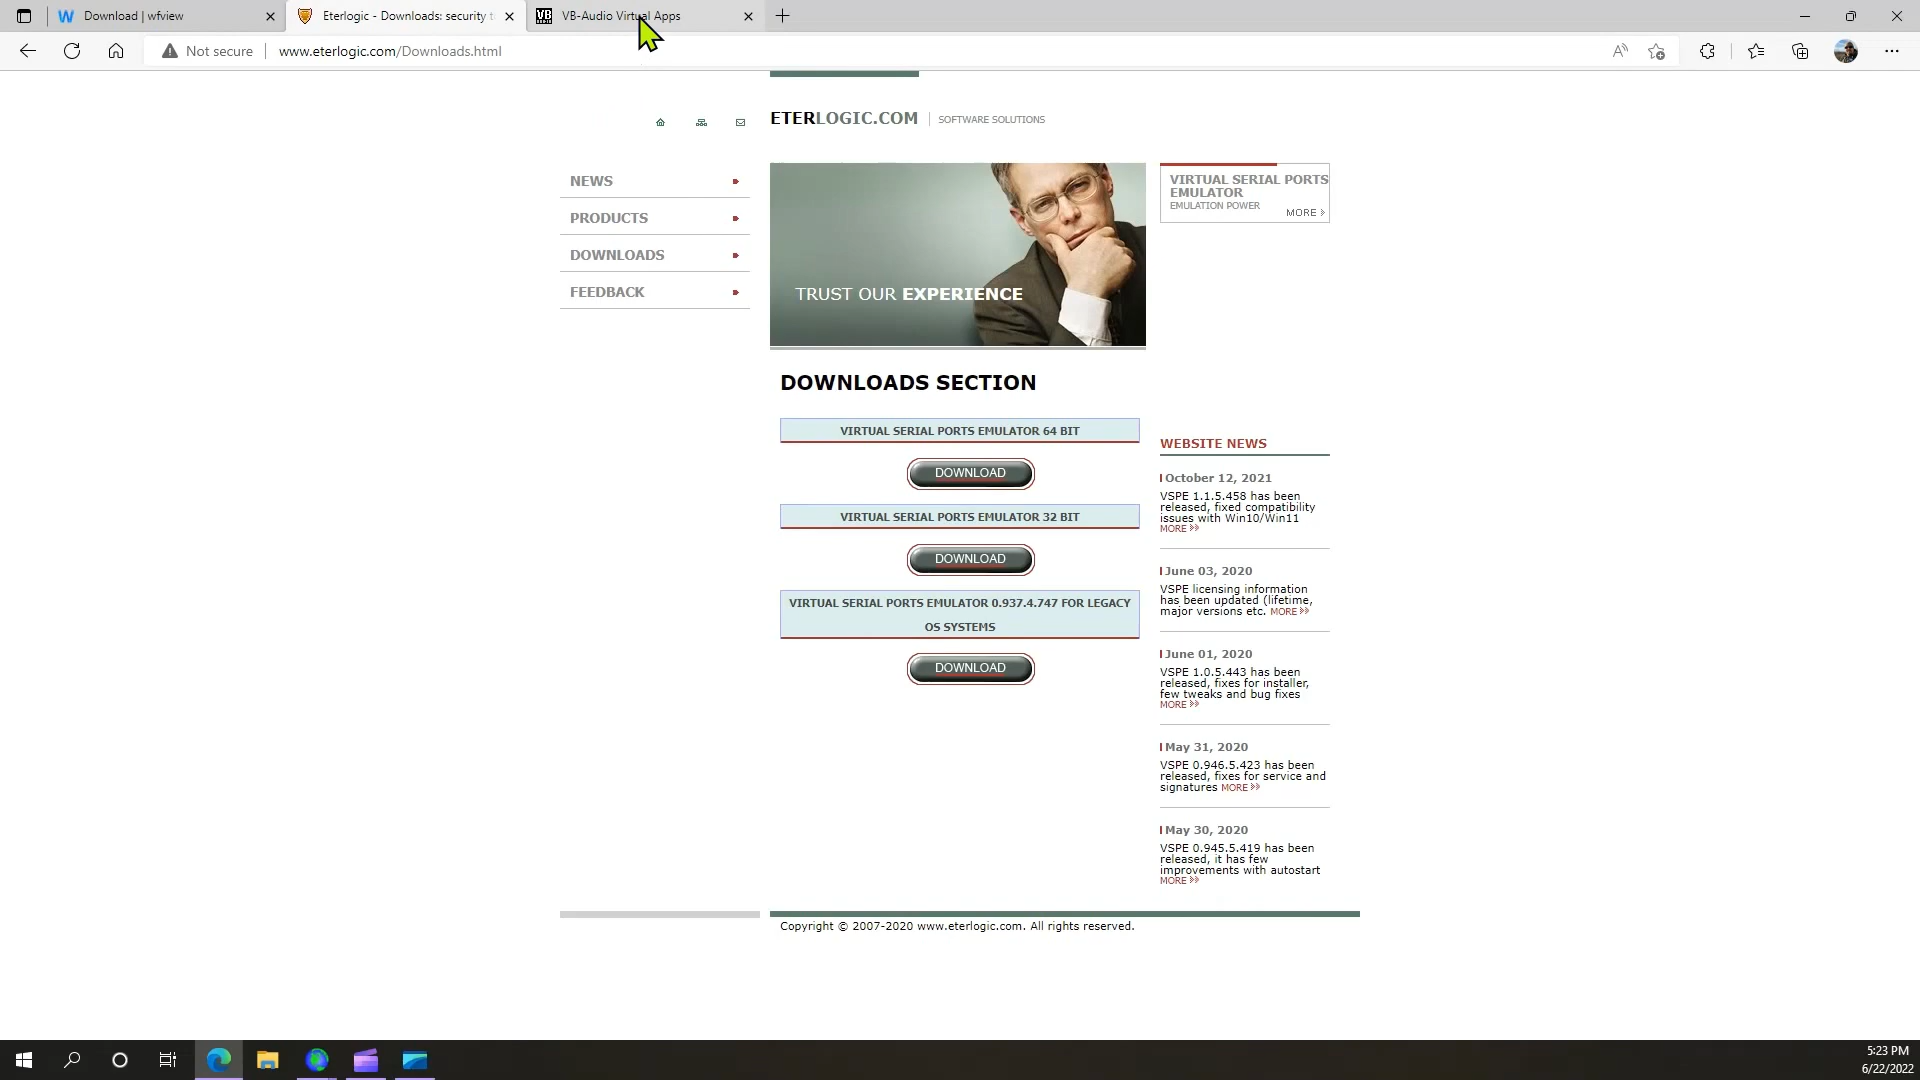 Download | wfview
Eterlogic - Downloads: security t
VB-Audio Virtual Apps
Not secure
www.eterlogic.com/Downloads.html
ETERLOGIC.COM
SOFTWARE SOLUTIONS
NEWS
PRODUCTS
DOWNLOADS
FEEDBACK
TRUST OUR EXPERIENCE
VIRTUAL SERIAL PORTS
EMULATOR
EMULATION POWER
MORE
DOWNLOADS SECTION
VIRTUAL SERIAL PORTS EMULATOR 64 BIT
DOWNLOAD
VIRTUAL SERIAL PORTS EMULATOR 32 BIT
DOWNLOAD
VIRTUAL SERIAL PORTS EMULATOR 0.937.4.747 FOR LEGACY
OS SYSTEMS
DOWNLOAD
WEBSITE NEWS
October 12, 2021
VSPE 1.1.5.458 has been
released, fixed compatibility
issues with Win10/Win11
MORE
June 03, 2020
VSPE licensing information
has been updated (lifetime,
major versions etc. MORE
June 01, 2020
VSPE 1.0.5.443 has been
released, fixes for installer,
few tweaks and bug fixes
MORE
May 31, 2020
VSPE 0.946.5.423 has been
released, fixes for service and
signatures MORE
May 30, 2020
VSPE 0.945.5.419 has been
released, it has few
improvements with autostart
MORE
Copyright © 2007-2020 www.eterlogic.com. All rights reserved.
5:23 PM
6/22/2022